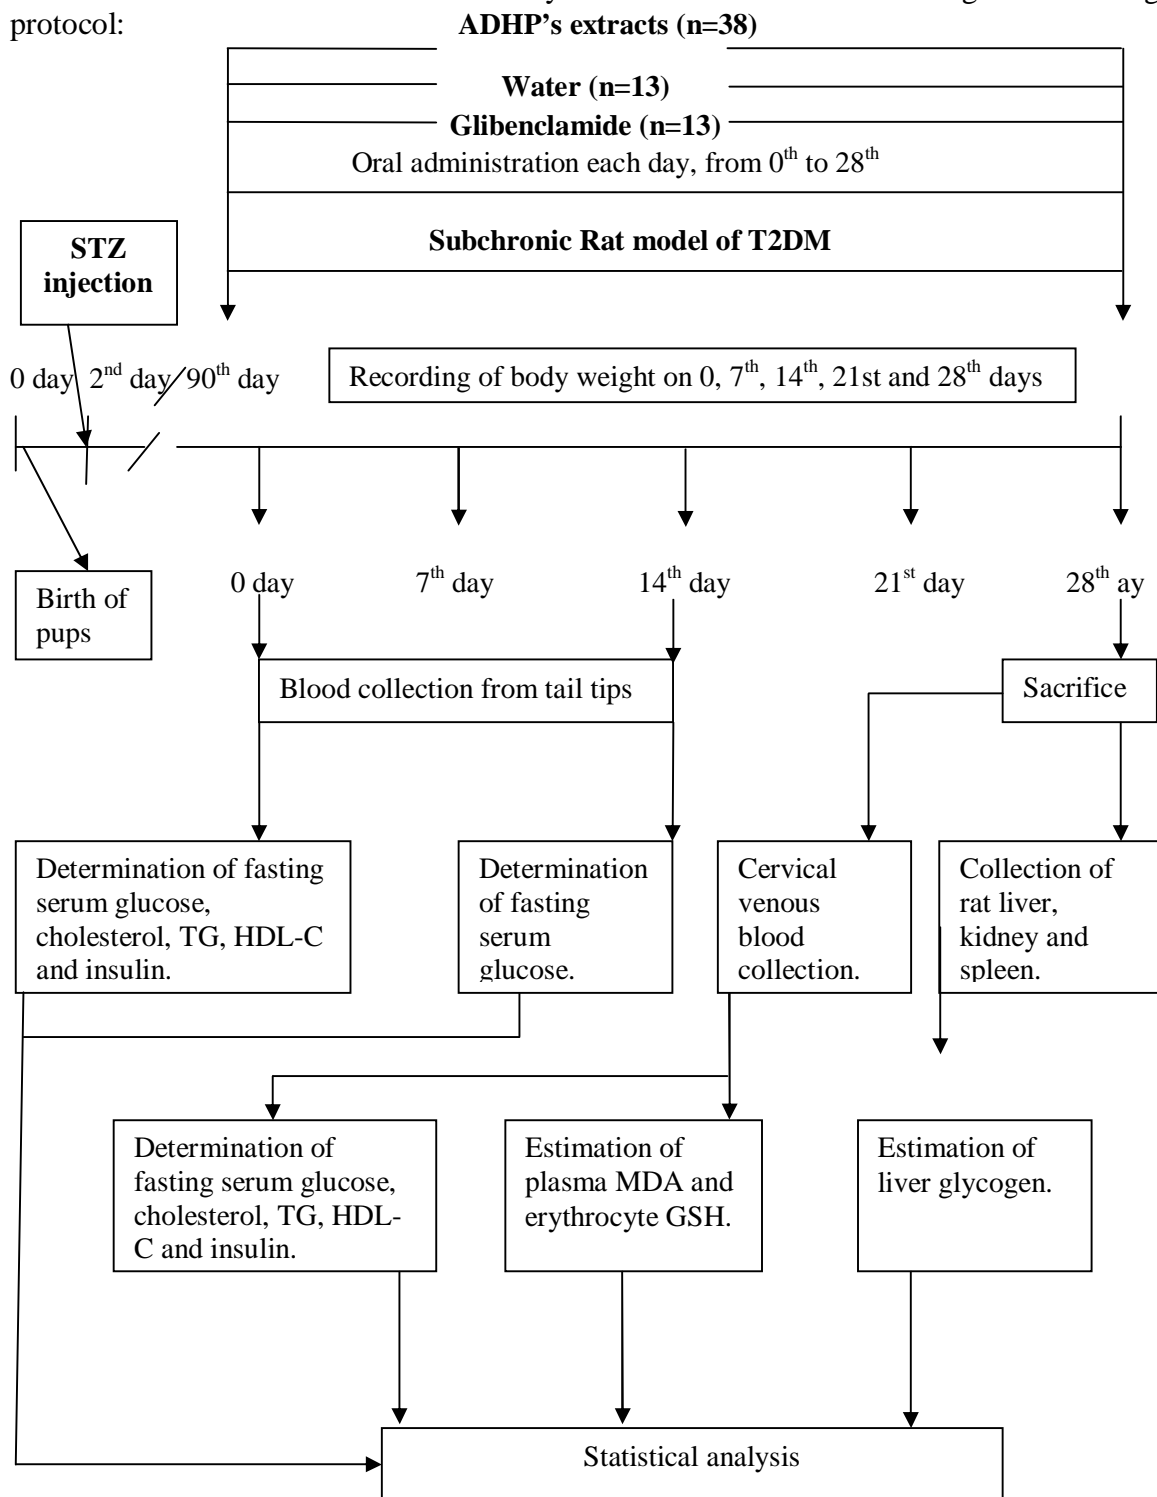 protocol:
ADHP's extracts (n=38)
Water (n=13)
Glibenclamide (n=13)
Oral administration each day, from 0th to 28th
Subchronic Rat model of T2DM
STZ
injection
0 day 2nd day 90th day
Recording of body weight on 0, 7th, 14th, 21st and 28th days
Birth of
pups
0 day 7th day 14th day 21st day 28th ay
Blood collection from tail tips
Sacrifice
Determination of fasting
serum glucose,
cholesterol, TG, HDL-C
and insulin.
Determination
of fasting
serum
glucose.
Cervical
venous
blood
collection.
Collection of
rat liver,
kidney and
spleen.
Determination of
fasting serum glucose,
cholesterol, TG, HDL-
C and insulin.
Estimation of
plasma MDA and
erythrocyte GSH.
Estimation of
liver glycogen.
Statistical analysis